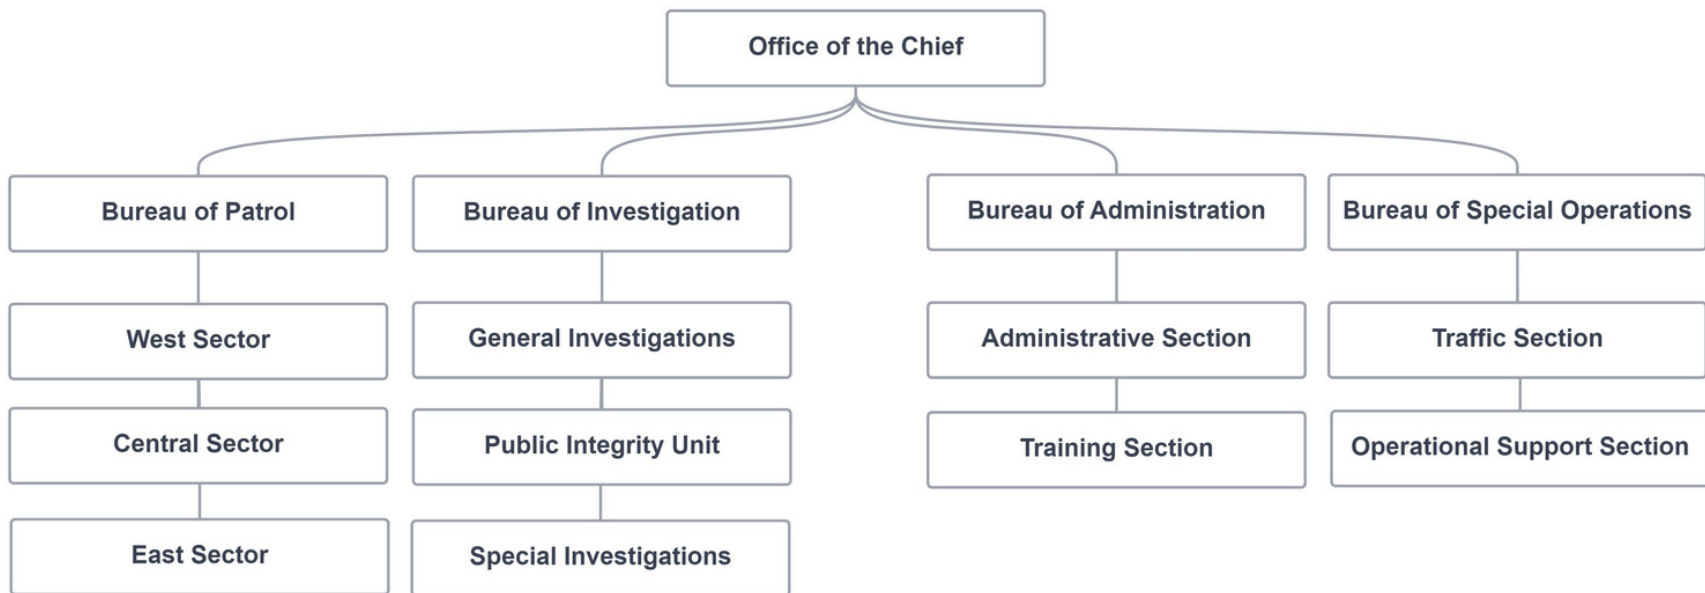 Office of the Chief
Bureau of Patrol
Bureau of Investigation
Bureau of Administration
Bureau of Special Operations
West Sector
General Investigations
Administrative Section
Traffic Section
Central Sector
Public Integrity Unit
Training Section
Operational Support Section
East Sector
Special Investigations